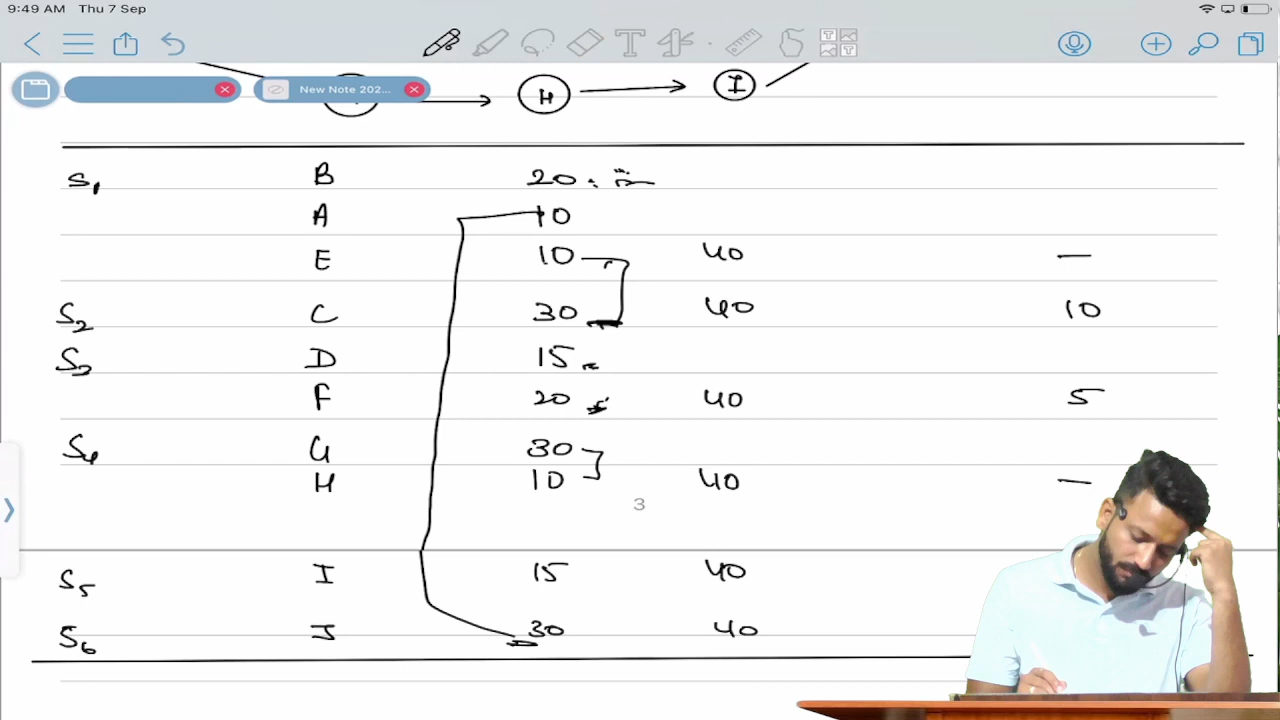 9:49 AM Thu 7 Sep
New Note 202...
H
I
S1 B 20
A 10
E 10 40 —
S2 C 30 40 10
S3 D 15
F 20 40 5
S4 G 30
H 10 40 —
3
S5 I 15 40
S6 J 30 40